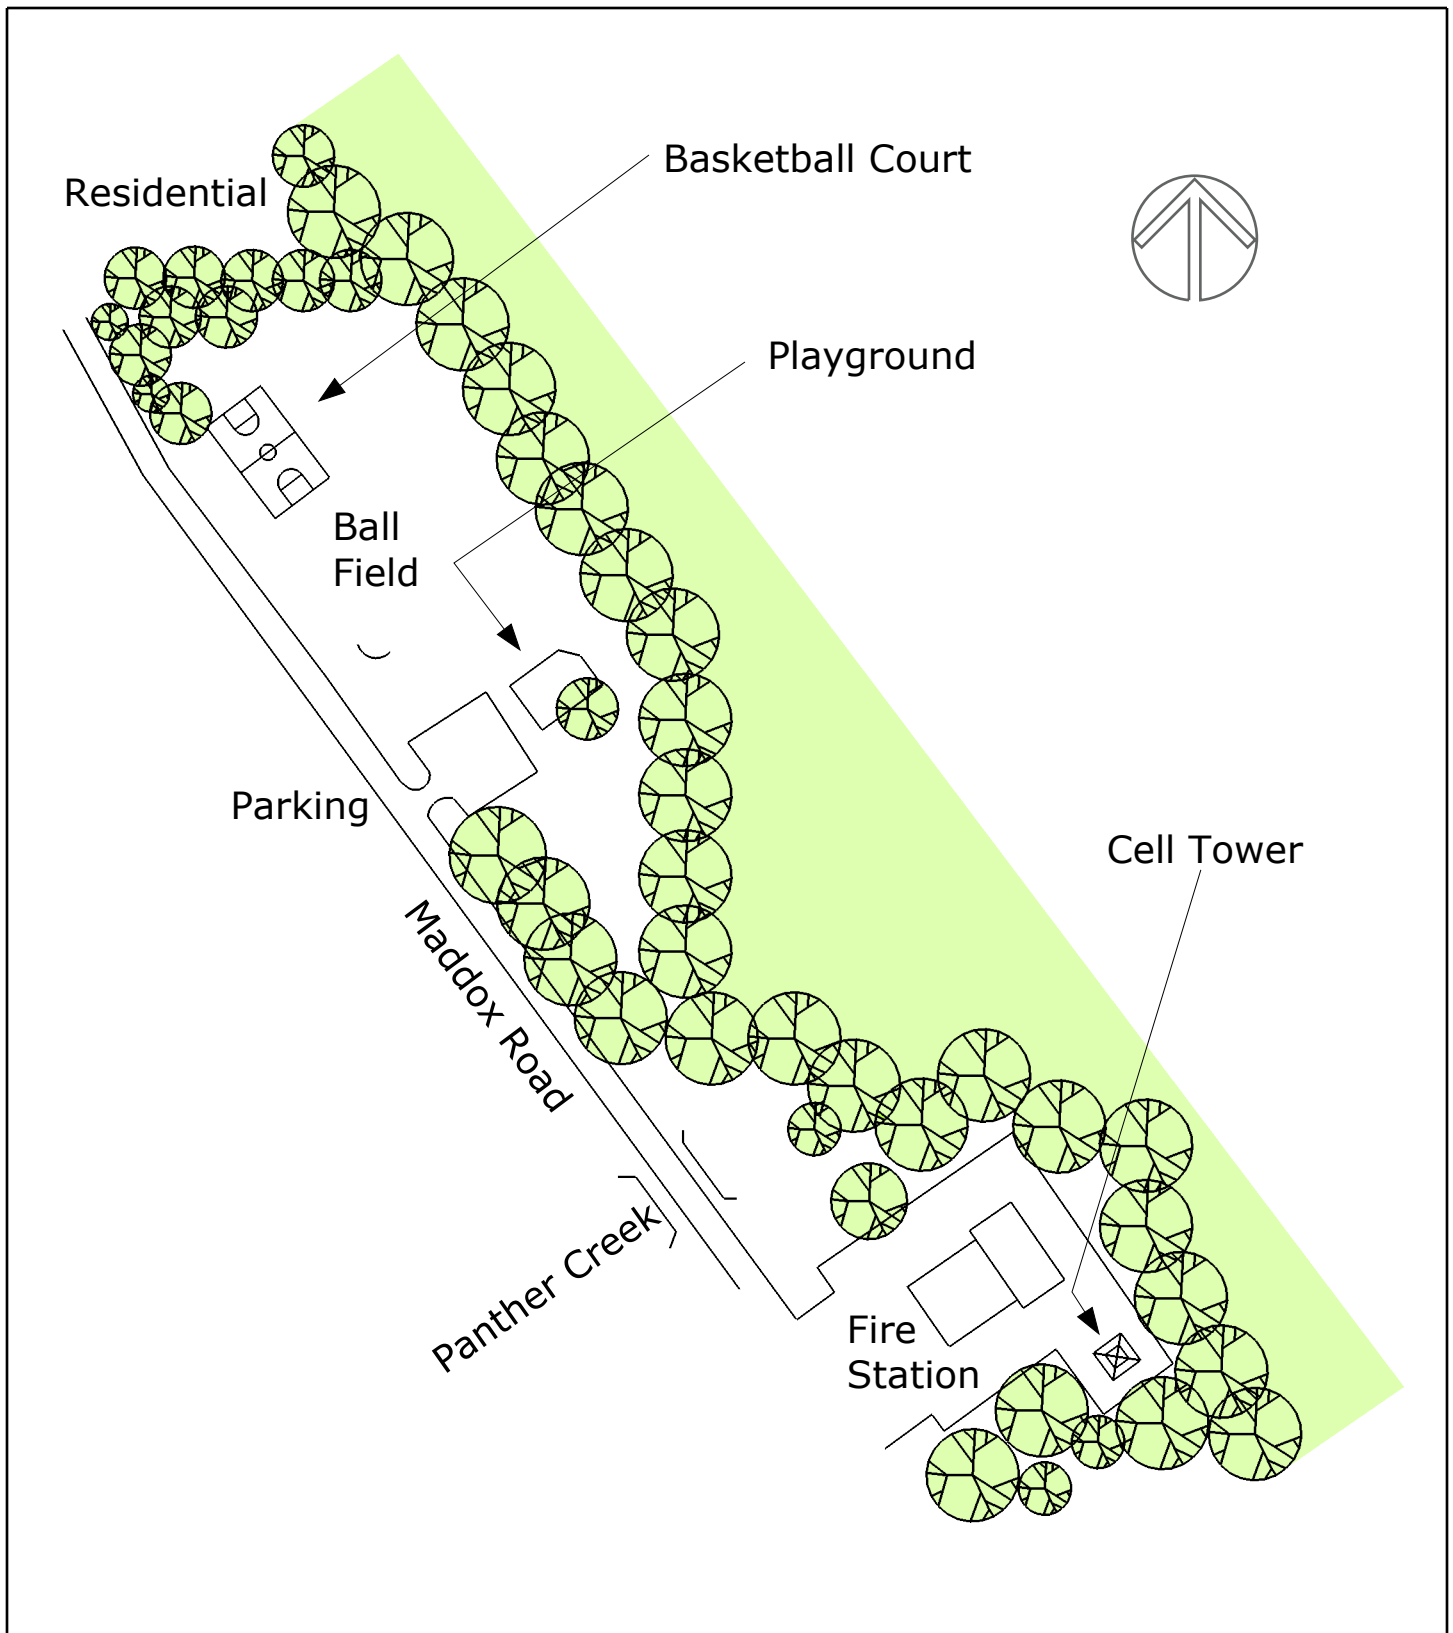 Basketball Court
Residential
Playground
Ball
Field
Parking
Cell Tower
Maddox Road
Panther Creek
Fire
Station